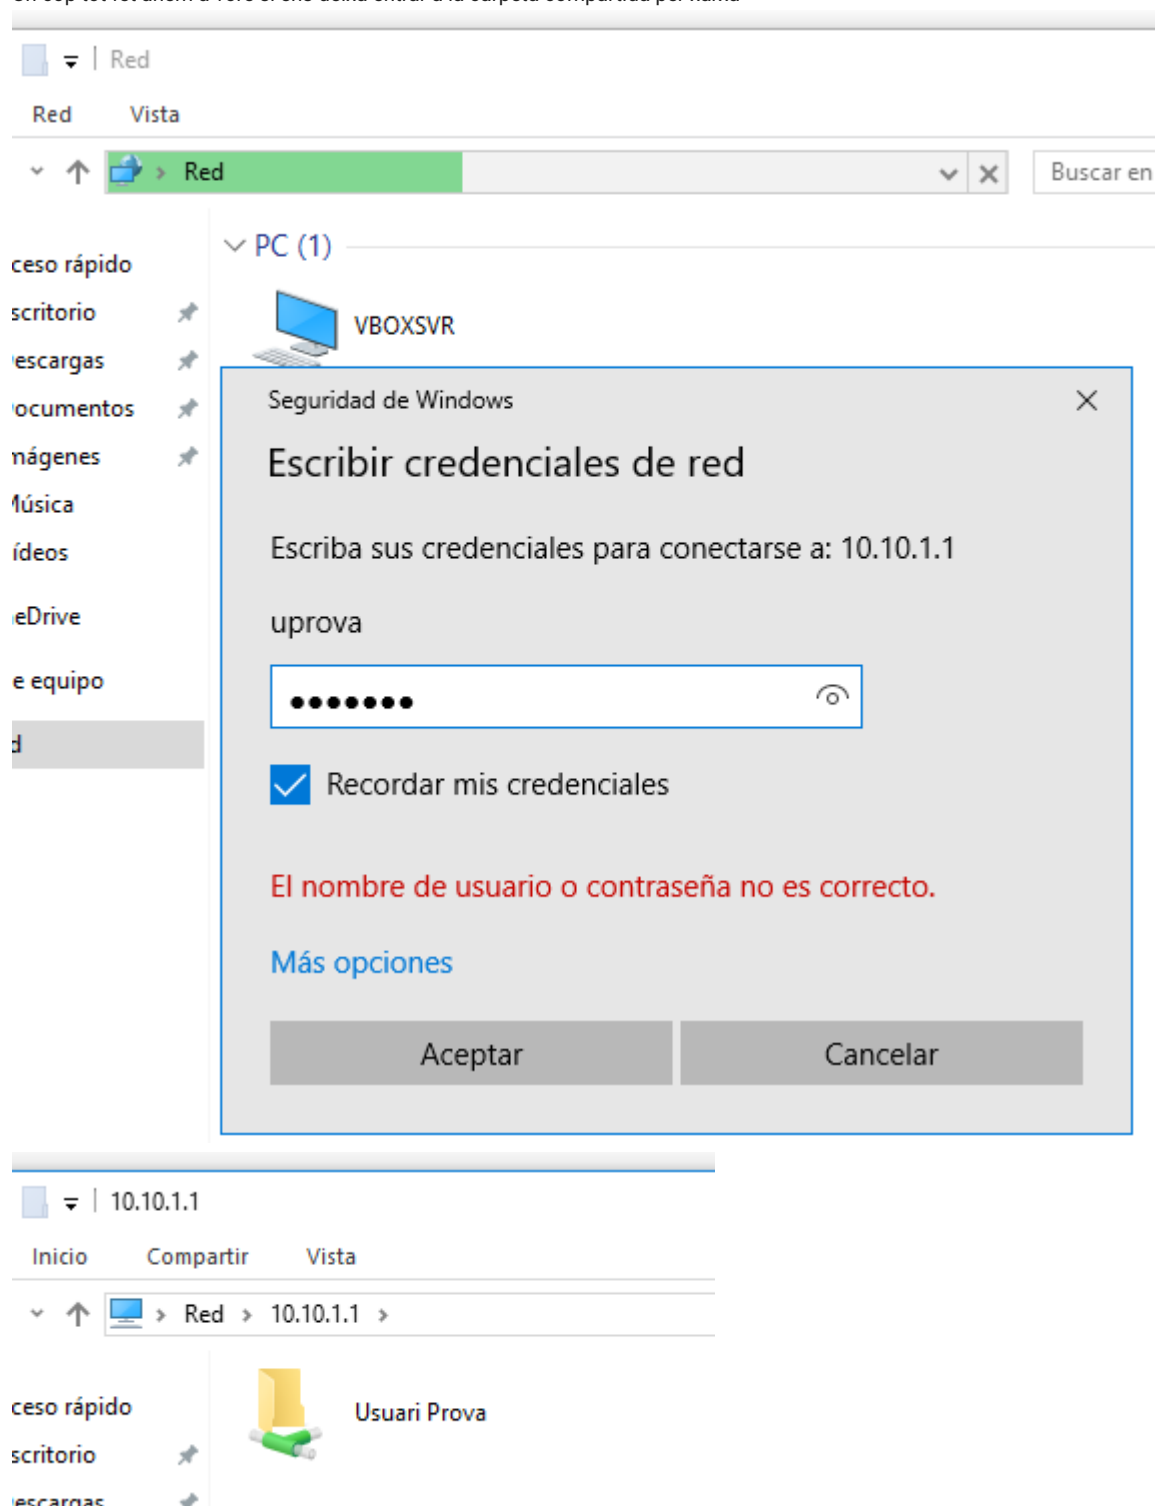 Red
Red Vista
Red
Buscar en
PC (1)
ceso rápido
scritorio
VBOXSVR
escargas
ocumentos
mágenes
Música
ídeos
eDrive
e equipo
d
Seguridad de Windows
Escribir credenciales de red
Escriba sus credenciales para conectarse a: 10.10.1.1
uprova
Recordar mis credenciales
El nombre de usuario o contraseña no es correcto.
Más opciones
Aceptar Cancelar
10.10.1.1
Inicio Compartir Vista
Red 10.10.1.1
ceso rápido
Usuari Prova
scritorio
escargas